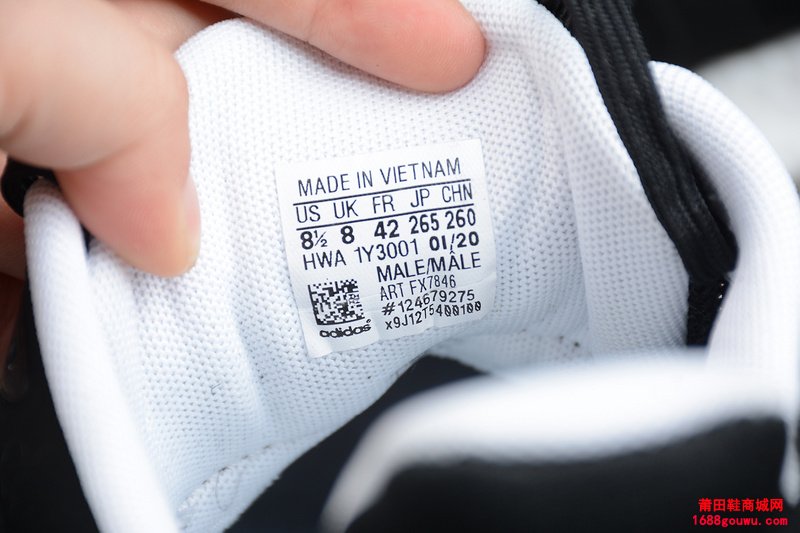 MADE IN VIETNAM
US UK FR JP CHN
8½ 8 42 265 260
HWA 1Y3001 01/20
MALE/MÂLE
ART FX7846
#124679275
x9J12T5400100
adidas
莆田鞋商城网
1688gouwu.com